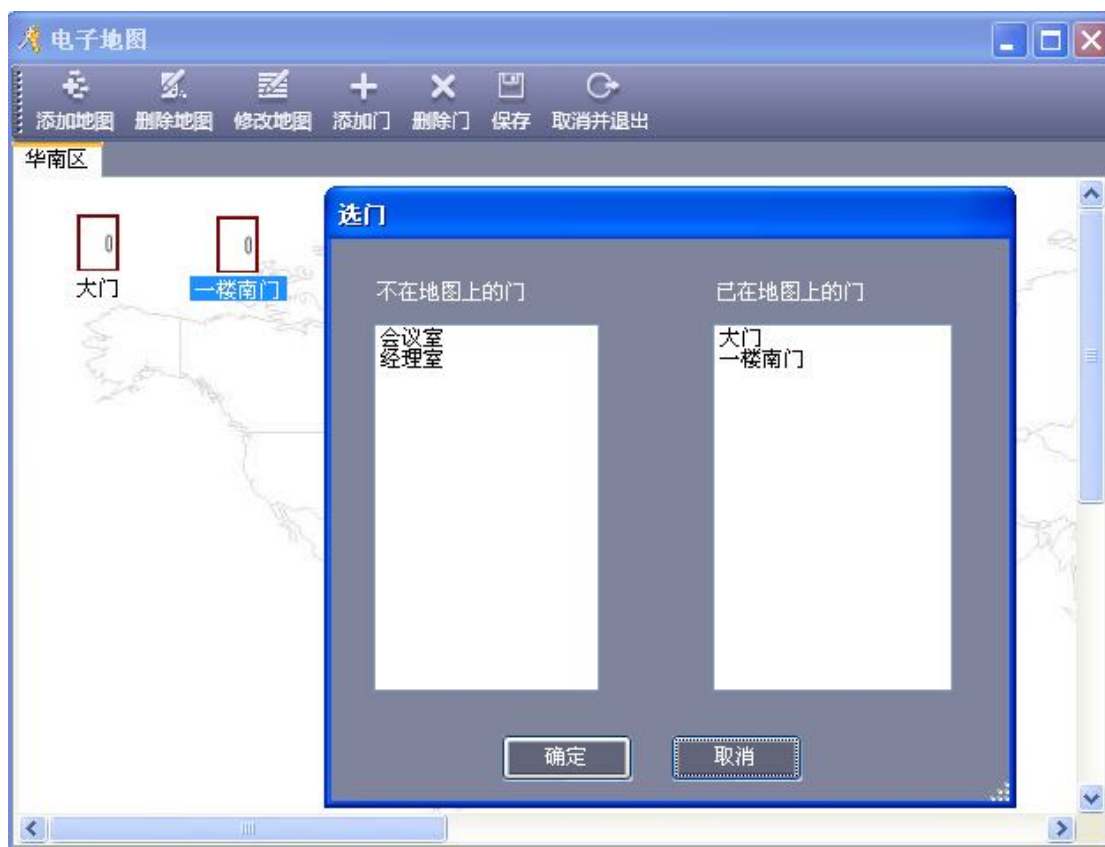 电子地图
添加地图 删除地图 修改地图 添加门 删除门 保存 取消并退出
华南区
选门
大门 一楼南门
不在地图上的门 已在地图上的门
会议室 大门
经理室 一楼南门
确定 取消